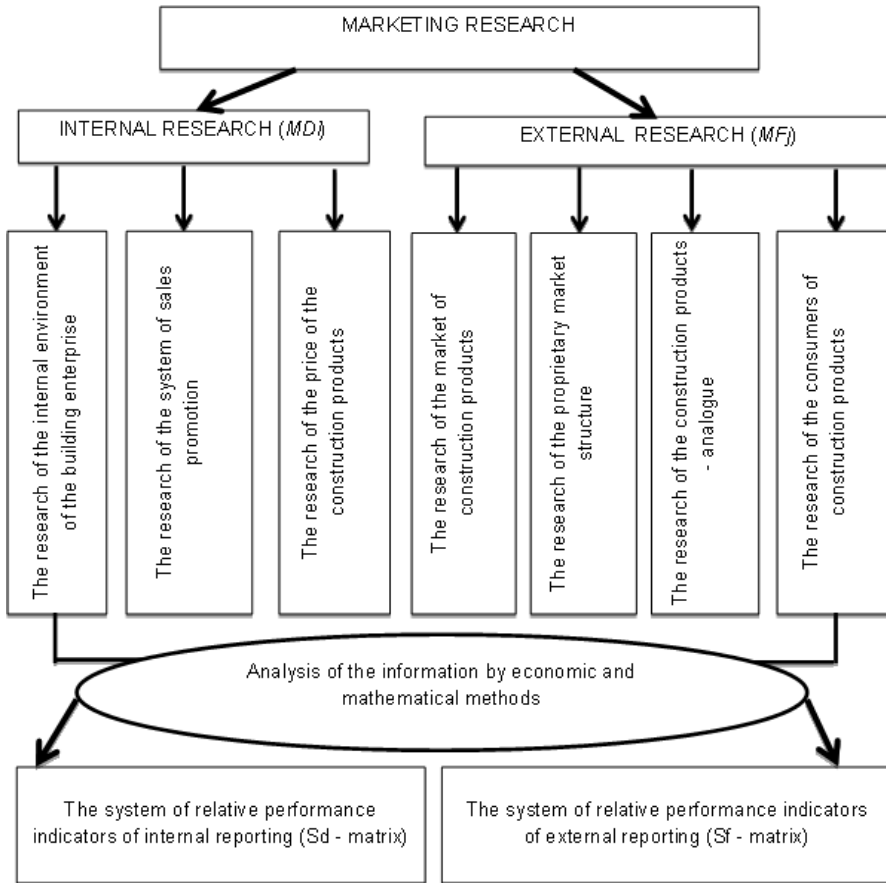 MARKETING RESEARCH
INTERNAL RESEARCH (MDi)
EXTERNAL RESEARCH (MFj)
The research of the internal environment
of the building enterprise
The research of the system of sales
promotion
The research of the price of the
construction products
The research of the market of
construction products
The research of the proprietary market
structure
The research of the construction products
- analogue
The research of the consumers of
construction products
Analysis of the information by economic and
mathematical methods
The system of relative performance
indicators of internal reporting (Sd - matrix)
The system of relative performance indicators
of external reporting (Sf - matrix)